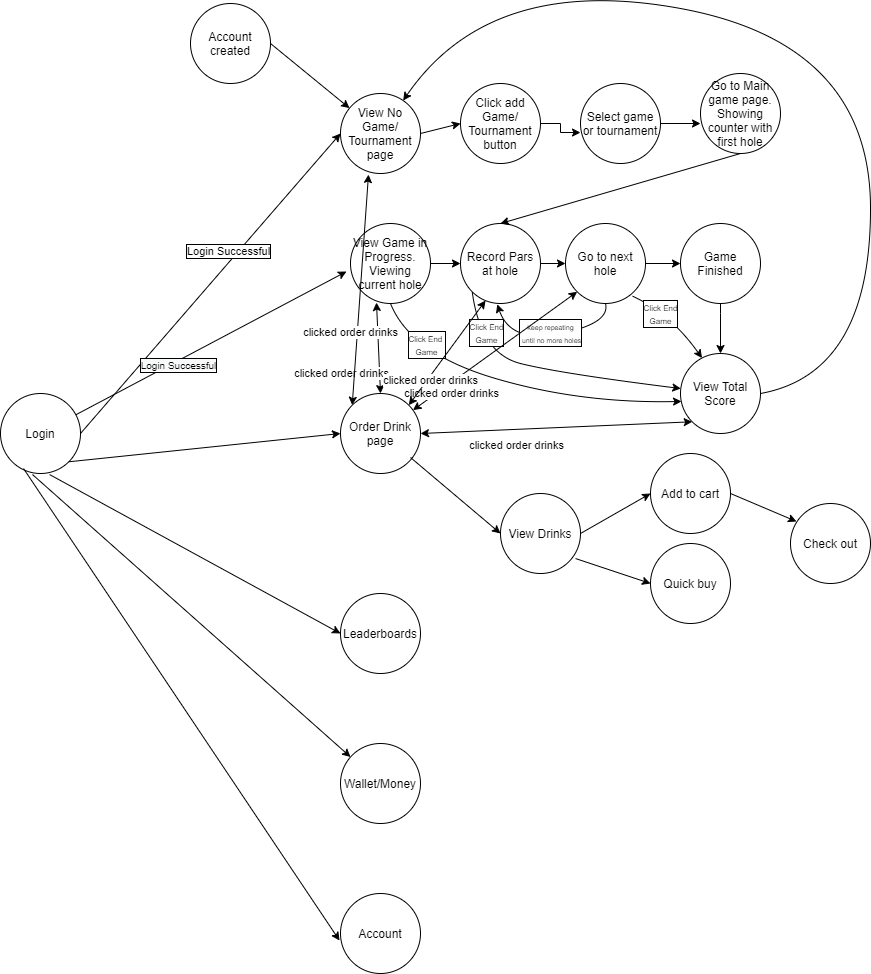 Account
created
View No
Game/
Tournament
page
Click add
Game/
Tournament
button
Select game
or tournament
Go to Main
game page.
Showing
counter with
first hole.
Login Successful
View Game in
Progress.
Viewing
current hole
Record Pars
at hole
Go to next
hole
Game
Finished
Click End
Game
Click End
Game
keep repeating
until no more holes
Click End
Game
clicked order drinks
Login Successful
clicked order drinks
clicked order drinks
clicked order drinks
View Total
Score
Login
Order Drink
page
clicked order drinks
Add to cart
View Drinks
Check out
Quick buy
Leaderboards
Wallet/Money
Account